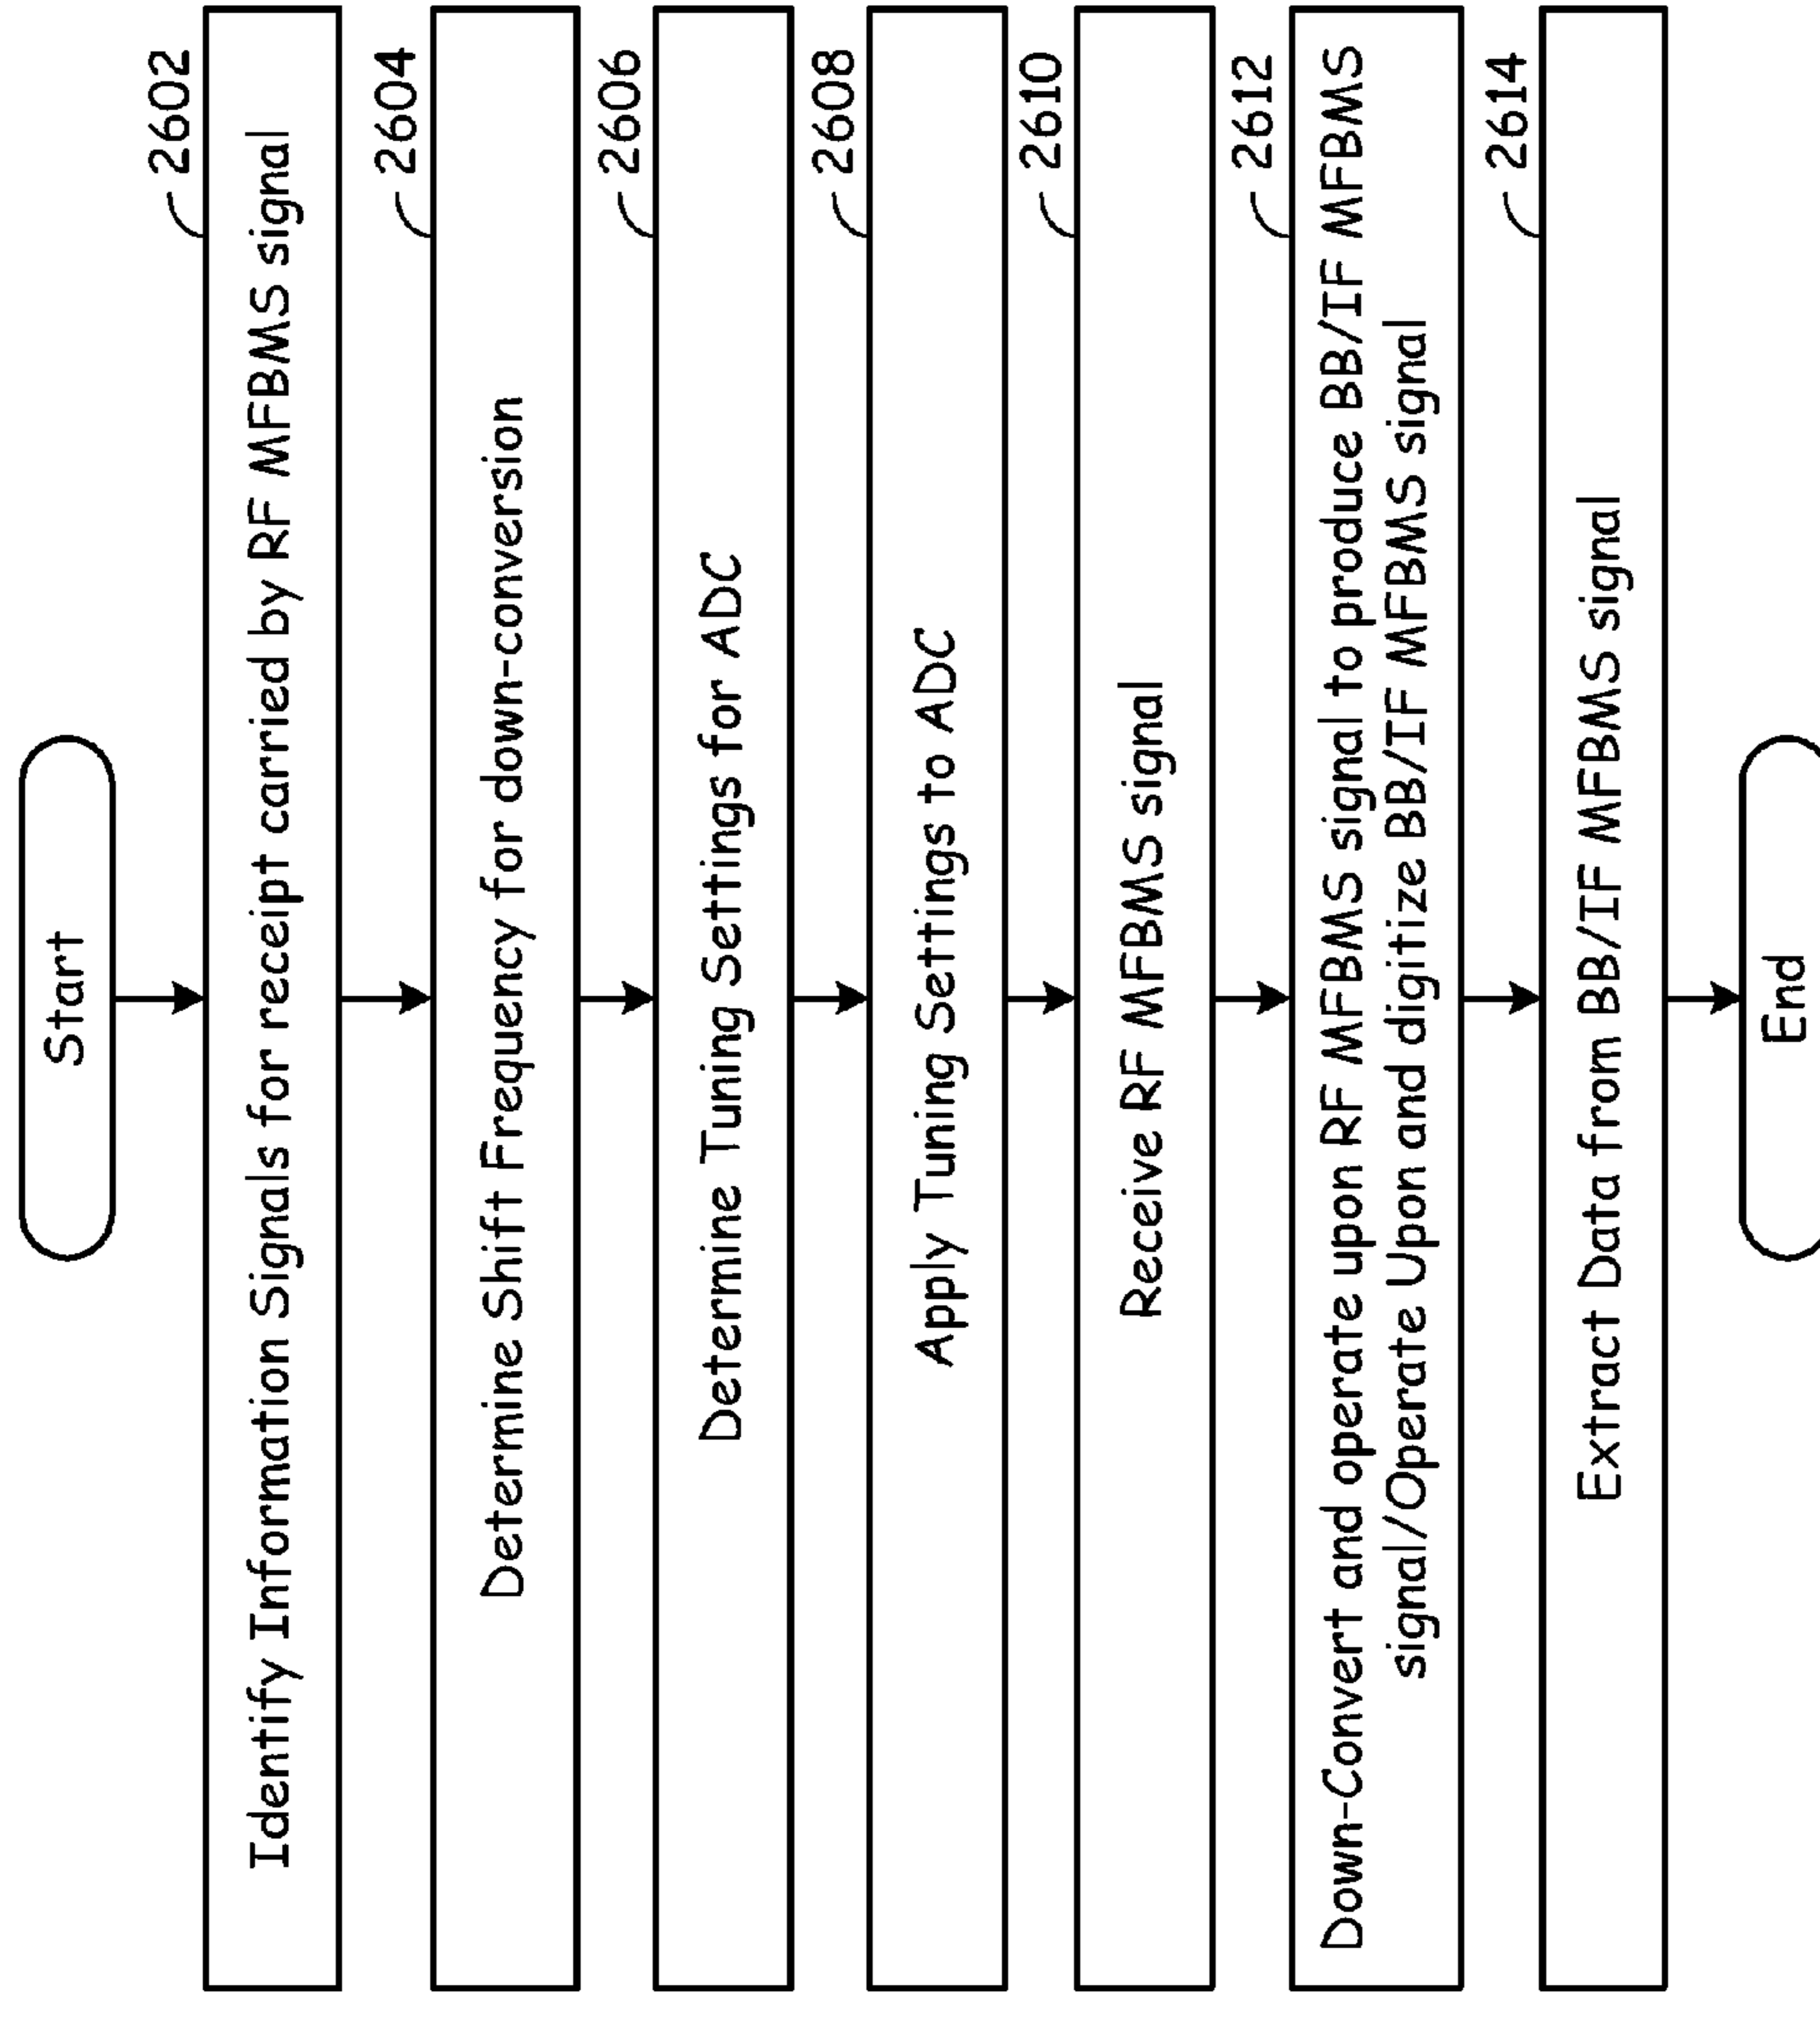 Start
2602
Identify Information Signals for receipt carried by RF MFBMS signal
2604
Determine Shift Frequency for down-conversion
2606
Determine Tuning Settings for ADC
2608
Apply Tuning Settings to ADC
2610
Receive RF MFBMS signal
2612
Down-Convert and operate upon RF MFBMS signal to produce BB/IF MFBMS
signal/Operate Upon and digitize BB/IF MFBMS signal
2614
Extract Data from BB/IF MFBMS signal
End